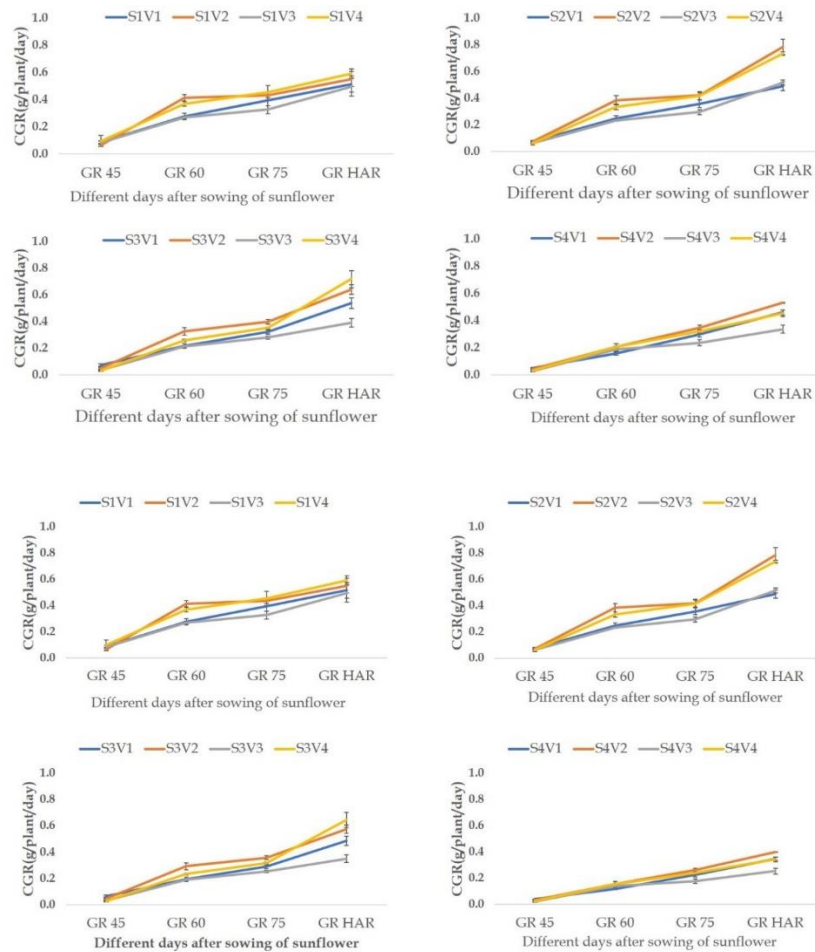 S1V1 S1V2 S1V3 S1V4
CGR(g/plant/day)
1.0
0.8
0.6
0.4
0.2
0.0
GR 45 GR 60 GR 75 GR HAR
Different days after sowing of sunflower
S2V1 S2V2 S2V3 S2V4
CGR(g/plant/day)
1.0
0.8
0.6
0.4
0.2
0.0
GR 45 GR 60 GR 75 GR HAR
Different days after sowing of sunflower
S3V1 S3V2 S3V3 S3V4
CGR(g/plant/day)
1.0
0.8
0.6
0.4
0.2
0.0
GR 45 GR 60 GR 75 GR HAR
Different days after sowing of sunflower
S4V1 S4V2 S4V3 S4V4
CGR(g/plant/day)
1.0
0.8
0.6
0.4
0.2
0.0
GR 45 GR 60 GR 75 GR HAR
Different days after sowing of sunflower
S1V1 S1V2 S1V3 S1V4
CGR(g/plant/day)
1.0
0.8
0.6
0.4
0.2
0.0
GR 45 GR 60 GR 75 GR HAR
Different days after sowing of sunflower
S2V1 S2V2 S2V3 S2V4
CGR(g/plant/day)
1.0
0.8
0.6
0.4
0.2
0.0
GR 45 GR 60 GR 75 GR HAR
Different days after sowing of sunflower
S3V1 S3V2 S3V3 S3V4
CGR(g/plant/day)
1.0
0.8
0.6
0.4
0.2
0.0
GR 45 GR 60 GR 75 GR HAR
Different days after sowing of sunflower
S4V1 S4V2 S4V3 S4V4
CGR(g/plant/day)
1.0
0.8
0.6
0.4
0.2
0.0
GR 45 GR 60 GR 75 GR HAR
Different days after sowing of sunflower